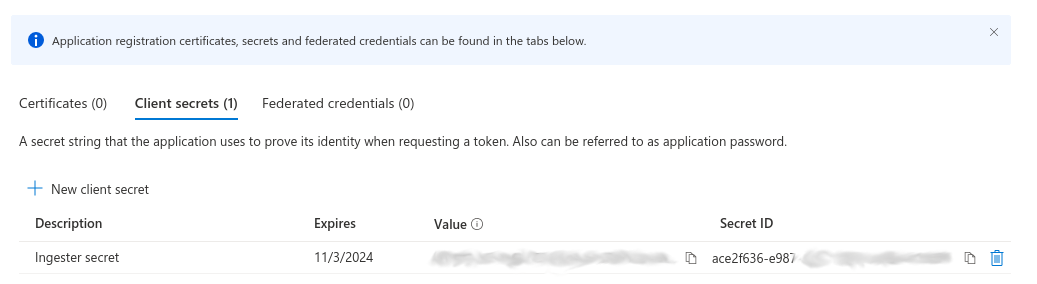 Application registration certificates, secrets and federated credentials can be found in the tabs below.
Certificates (0) Client secrets (1) Federated credentials (0)
A secret string that the application uses to prove its identity when requesting a token. Also can be referred to as application password.
New client secret
Description Expires Value Secret ID
Ingester secret 11/3/2024 ace2f636-e987